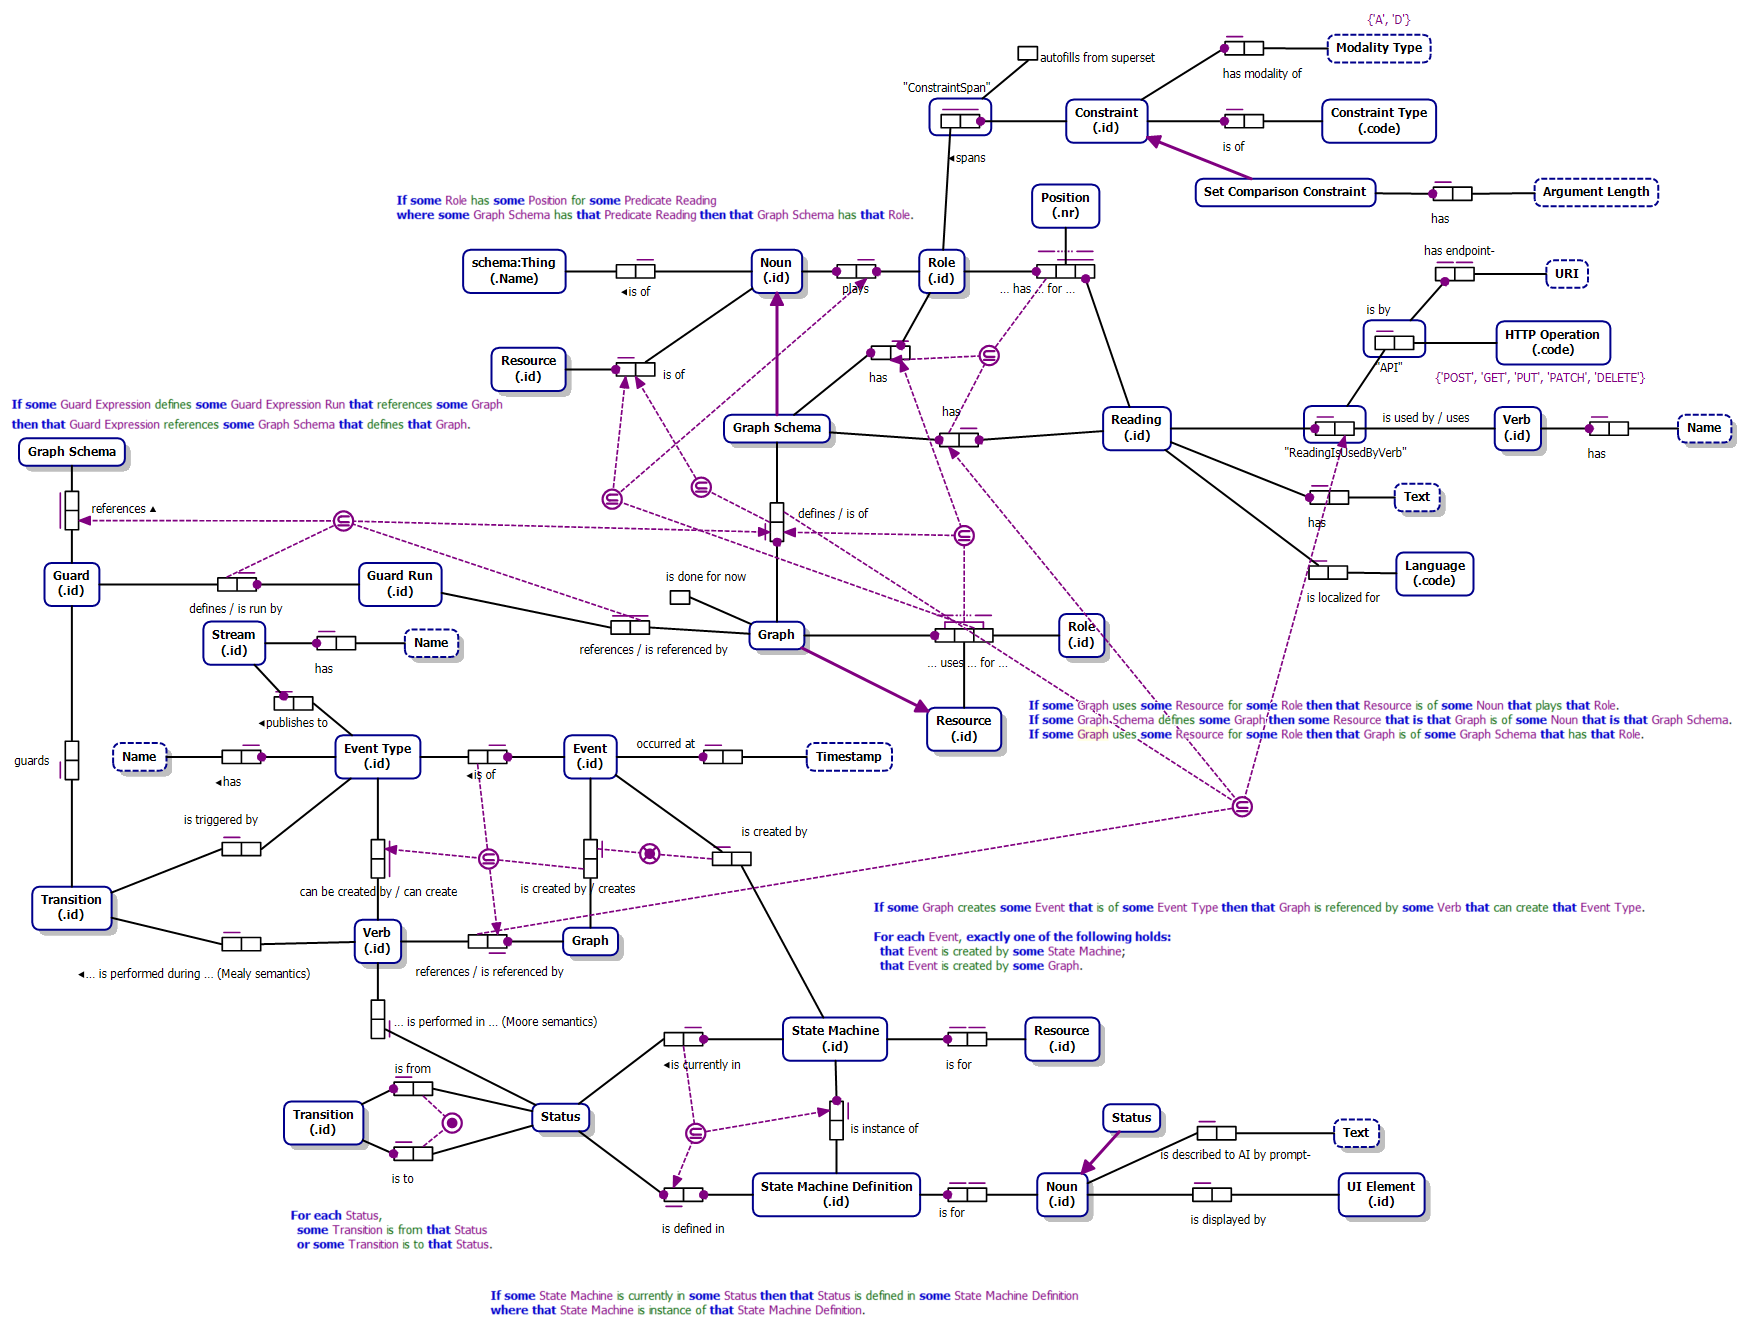 {'A', 'D'}
Modality Type
autofills from superset
has modality of
"ConstraintSpan"
Constraint
(.id)
Constraint Type
(.code)
is of
◄spans
Set Comparison Constraint
Argument Length
has
If some Role has some Position for some Predicate Reading
where some Graph Schema has that Predicate Reading then that Graph Schema has that Role.
Position
(.nr)
has endpoint-
schema:Thing
(.Name)
Noun
(.id)
Role
(.id)
URI
◄is of
plays
... has ... for ...
is by
HTTP Operation
(.code)
Resource
(.id)
is of
has
"API"
{'POST', 'GET', 'PUT', 'PATCH', 'DELETE'}
If some Guard Expression defines some Guard Expression Run that references some Graph
then that Guard Expression references some Graph Schema that defines that Graph.
Graph Schema
Graph Schema
has
Reading
(.id)
is used by / uses
Verb
(.id)
Name
"ReadingIsUsedByVerb"
has
Text
references ▲
defines / is of
has
Guard
(.id)
Guard Run
(.id)
is done for now
Language
(.code)
is localized for
defines / is run by
Stream
(.id)
Name
Graph
Role
(.id)
has
references / is referenced by
... uses ... for ...
◄publishes to
Resource
(.id)
If some Graph uses some Resource for some Role then that Resource is of some Noun that plays that Role.
If some Graph Schema defines some Graph then some Resource that is that Graph is of some Noun that is that Graph Schema.
If some Graph uses some Resource for some Role then that Graph is of some Graph Schema that has that Role.
guards
Name
Event Type
(.id)
Event
(.id)
occurred at
Timestamp
◄has
◄is of
is triggered by
is created by
can be created by / can create
is created by / creates
Transition
(.id)
If some Graph creates some Event that is of some Event Type then that Graph is referenced by some Verb that can create that Event Type.
Verb
(.id)
Graph
For each Event, exactly one of the following holds:
that Event is created by some State Machine;
that Event is created by some Graph.
◄... is performed during ... (Mealy semantics)
references / is referenced by
... is performed in ... (Moore semantics)
State Machine
(.id)
Resource
(.id)
is from
◄is currently in
is for
Transition
(.id)
Status
Status
is instance of
Text
is described to AI by prompt-
is to
State Machine Definition
(.id)
Noun
(.id)
UI Element
(.id)
is defined in
is for
is displayed by
For each Status,
some Transition is from that Status
or some Transition is to that Status.
If some State Machine is currently in some Status then that Status is defined in some State Machine Definition
where that State Machine is instance of that State Machine Definition.